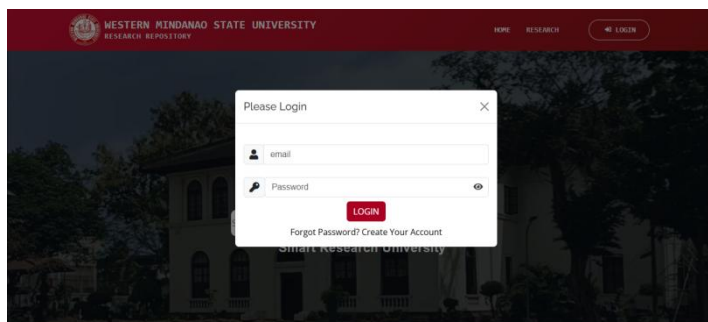 WESTERN MINDANAO STATE UNIVERSITY
RESEARCH REPOSITORY
HOME RESEARCH LOGIN
Please Login
email
Password
LOGIN
Forgot Password? Create Your Account
Smart Research University